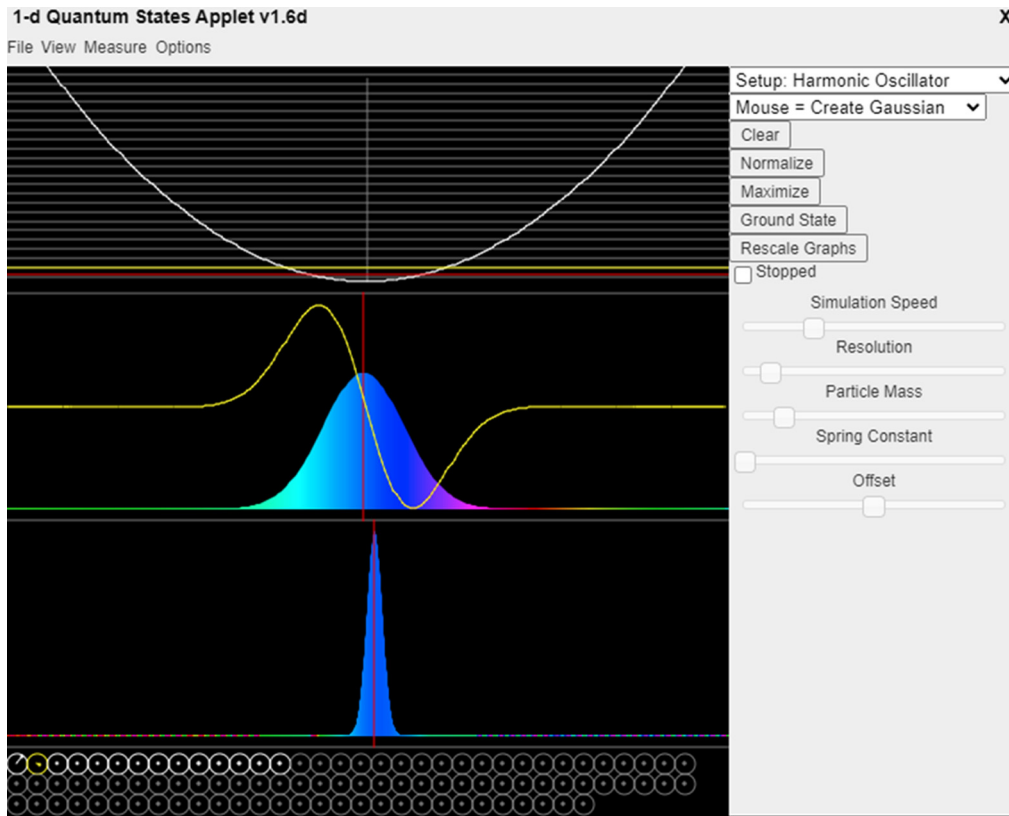 1-d Quantum States Applet v1.6d X
File View Measure Options
Setup: Harmonic Oscillator
Mouse = Create Gaussian
Clear
Normalize
Maximize
Ground State
Rescale Graphs
Stopped
Simulation Speed
Resolution
Particle Mass
Spring Constant
Offset